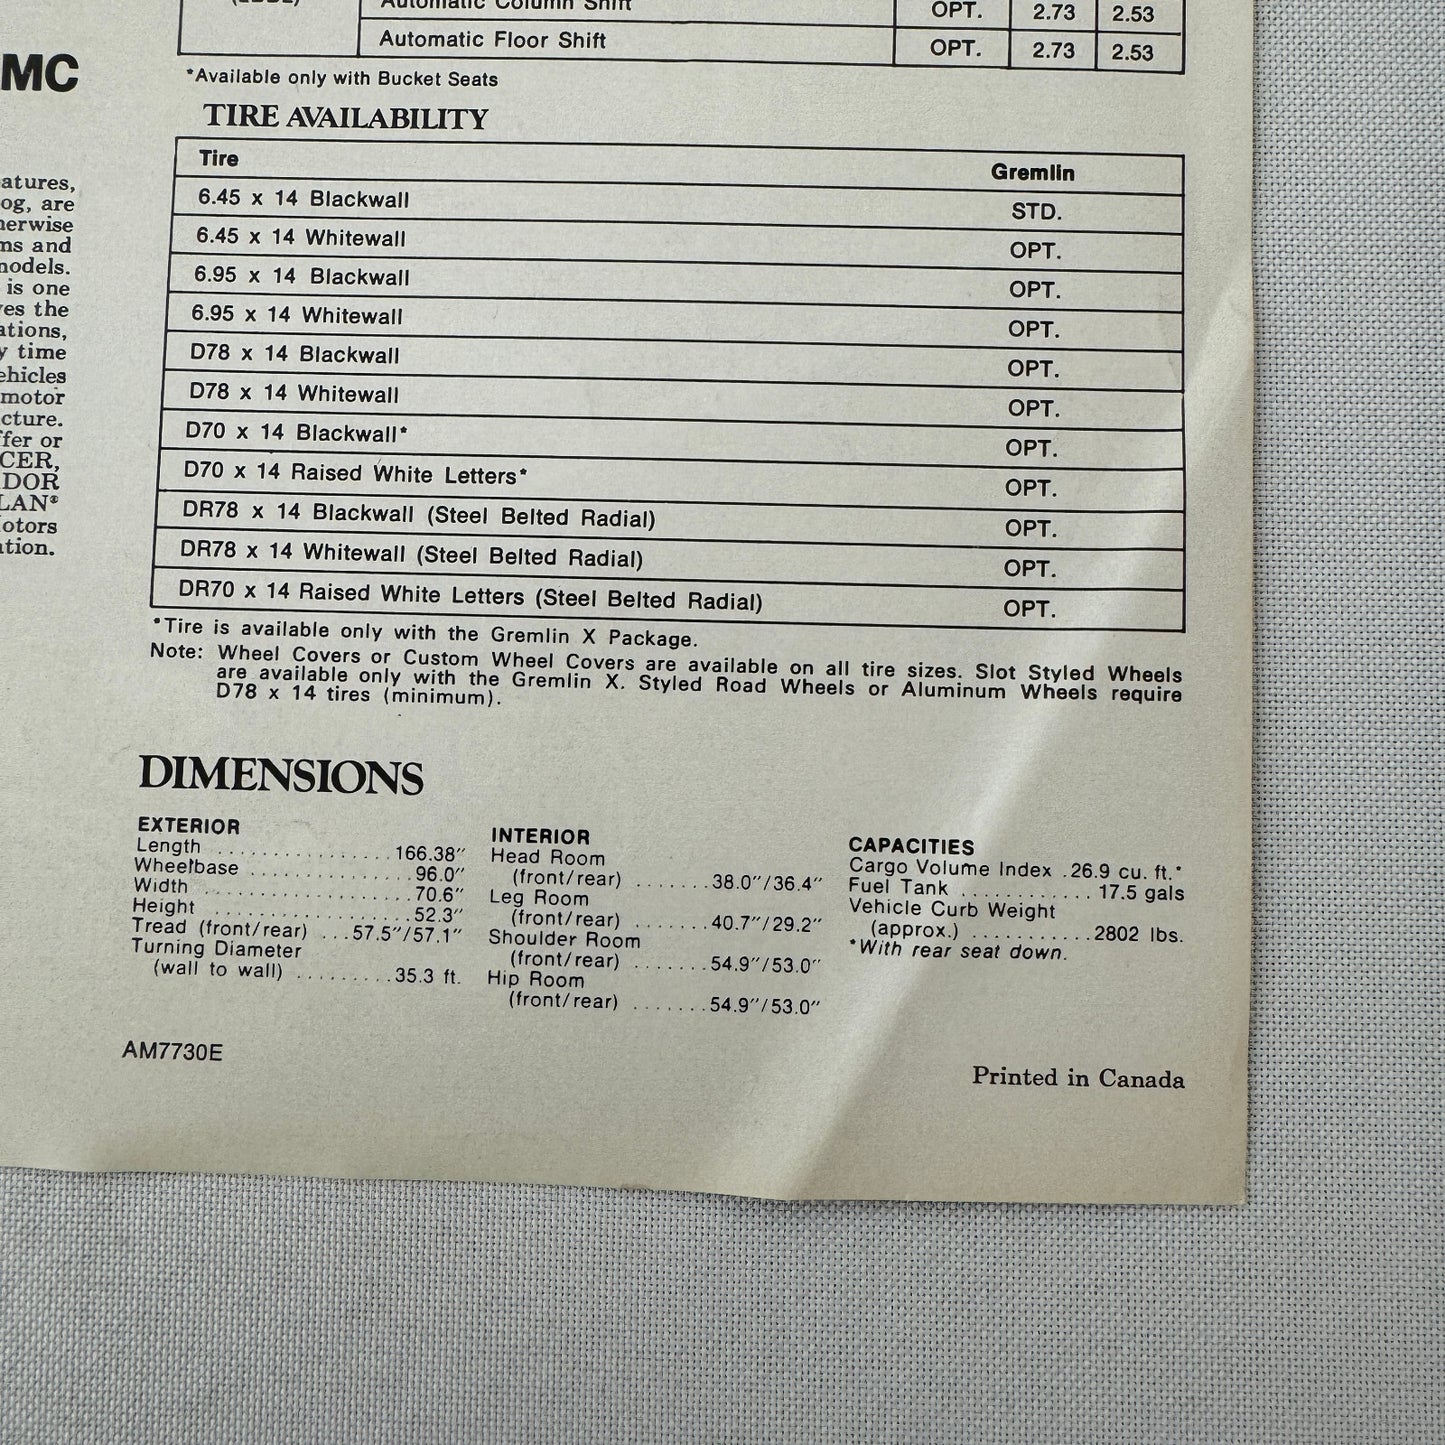 Automatic Column Shift OPT. 2.73 2.53
Automatic Floor Shift OPT. 2.73 2.53
*Available only with Bucket Seats
MC
atures,
og, are
erwise
ms and
models.
is one
es the
ations,
y time
ehicles
motor
cture.
ffer or
CER,
DOR
LAN®
otors
ation.
TIRE AVAILABILITY
Tire Gremlin
6.45 x 14 Blackwall STD.
6.45 x 14 Whitewall OPT.
6.95 x 14 Blackwall OPT.
6.95 x 14 Whitewall OPT.
D78 x 14 Blackwall OPT.
D78 x 14 Whitewall OPT.
D70 x 14 Blackwall* OPT.
D70 x 14 Raised White Letters* OPT.
DR78 x 14 Blackwall (Steel Belted Radial) OPT.
DR78 x 14 Whitewall (Steel Belted Radial) OPT.
DR70 x 14 Raised White Letters (Steel Belted Radial) OPT.
*Tire is available only with the Gremlin X Package.
Note: Wheel Covers or Custom Wheel Covers are available on all tire sizes. Slot Styled Wheels
are available only with the Gremlin X. Styled Road Wheels or Aluminum Wheels require
D78 x 14 tires (minimum).
DIMENSIONS
EXTERIOR
Length ................ 166.38″
Wheelbase ............... 96.0″
Width .................... 70.6″
Height ................... 52.3″
Tread (front/rear) ... 57.5″/57.1″
Turning Diameter
(wall to wall) ......... 35.3 ft.
INTERIOR
Head Room
(front/rear) ....... 38.0″/36.4″
Leg Room
(front/rear) ....... 40.7″/29.2″
Shoulder Room
(front/rear) ....... 54.9″/53.0″
Hip Room
(front/rear) ....... 54.9″/53.0″
CAPACITIES
Cargo Volume Index . 26.9 cu. ft.*
Fuel Tank ............ 17.5 gals
Vehicle Curb Weight
(approx.) ........... 2802 lbs.
*With rear seat down.
AM7730E
Printed in Canada